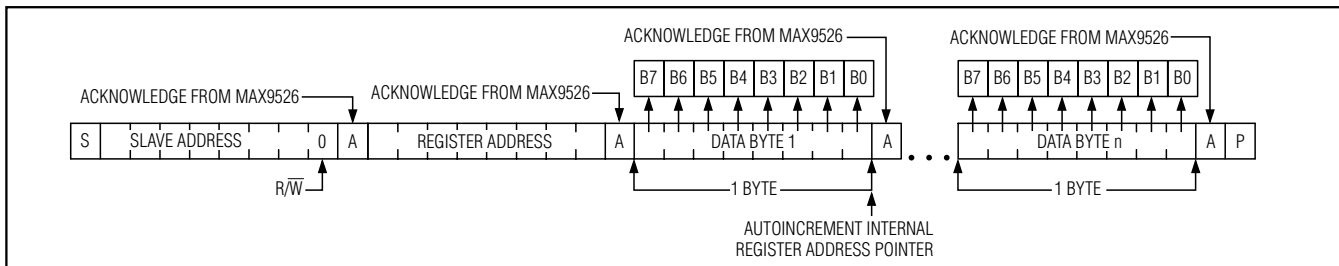 ACKNOWLEDGE FROM MAX9526
ACKNOWLEDGE FROM MAX9526
B7 B6 B5 B4 B3 B2 B1 B0
B7 B6 B5 B4 B3 B2 B1 B0
ACKNOWLEDGE FROM MAX9526
ACKNOWLEDGE FROM MAX9526
S SLAVE ADDRESS 0 A REGISTER ADDRESS A DATA BYTE 1 A • • • DATA BYTE n A P
R/W̅
1 BYTE
1 BYTE
AUTOINCREMENT INTERNAL
REGISTER ADDRESS POINTER